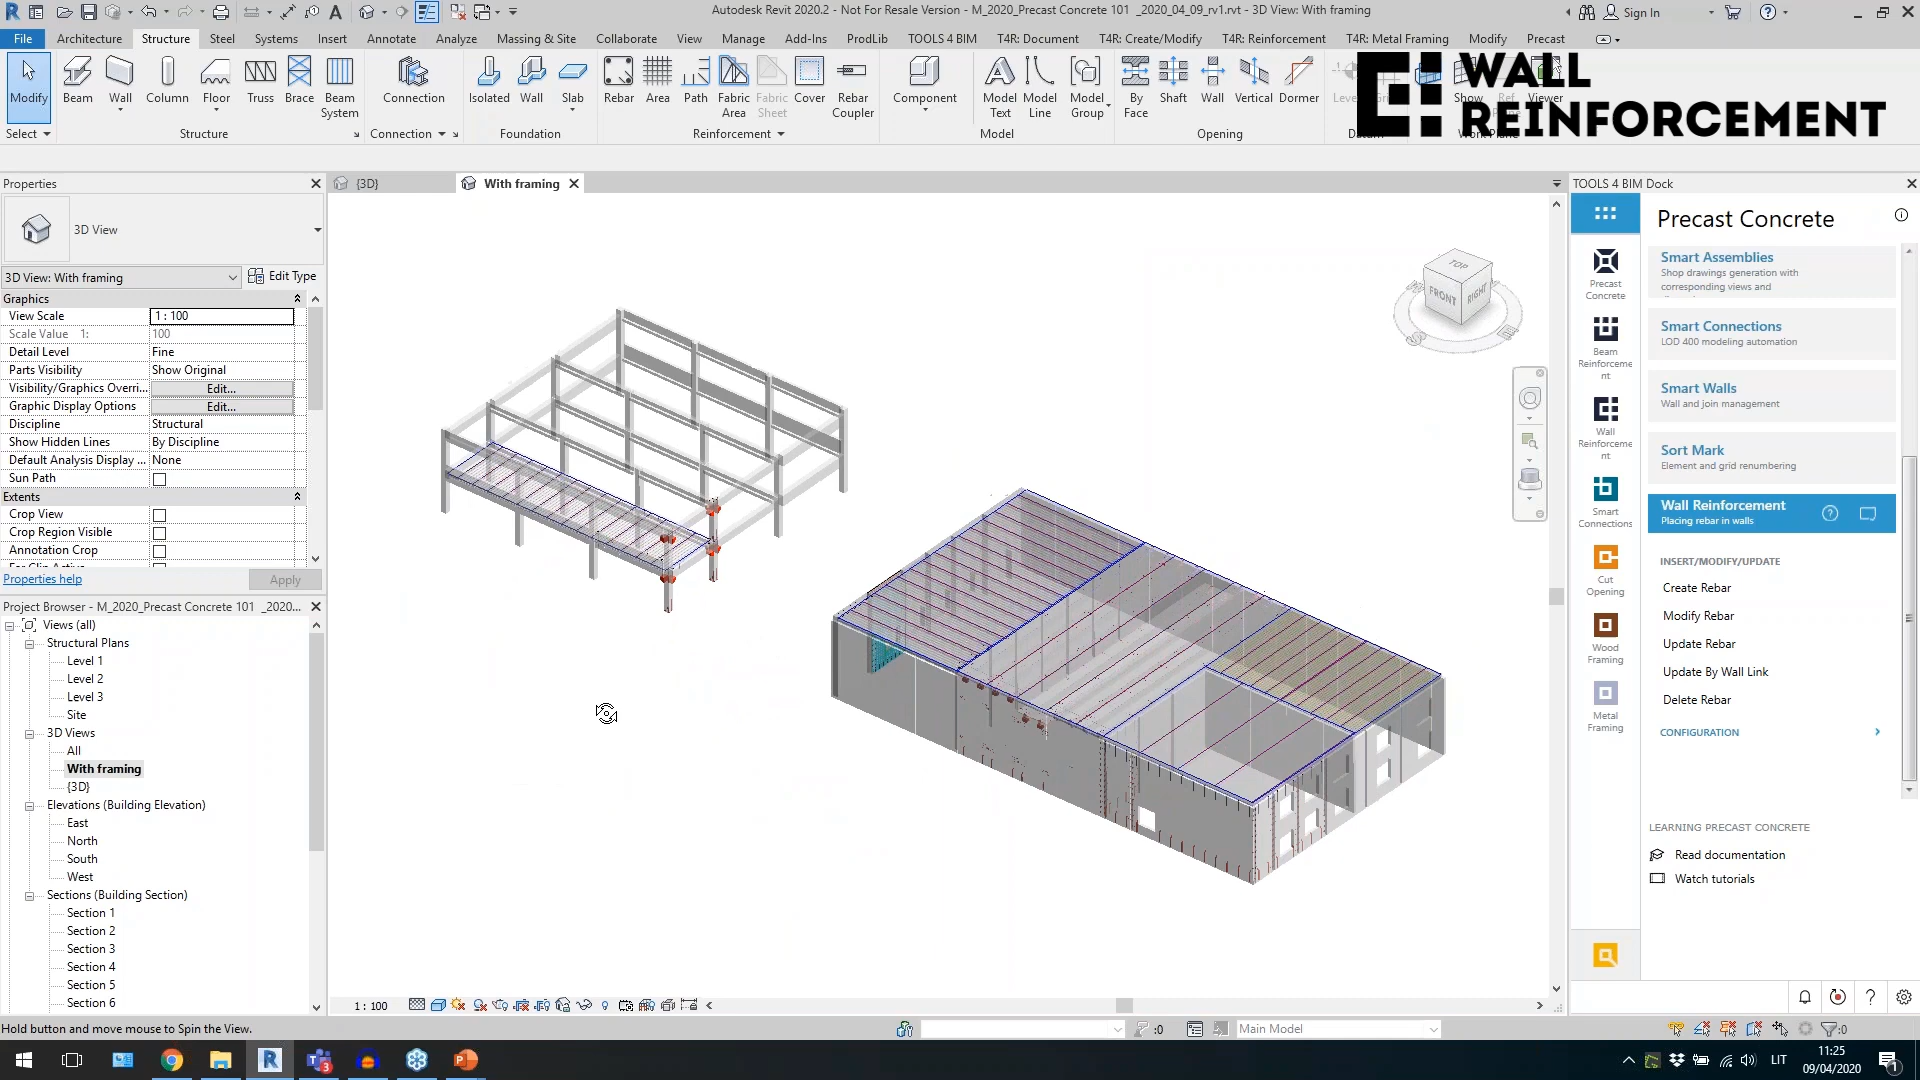 Autodesk Revit 2020.2 - Not For Resale Version - M_2020_Precast Concrete 101 _2020_04_09_rv1.rvt - 3D View: With framing
Sign In
File Architecture Structure Steel Systems Insert Annotate Analyze Massing & Site Collaborate View Manage Add-Ins ProdLib TOOLS 4 BIM T4R: Document T4R: Create/Modify T4R: Reinforcement T4R: Metal Framing Modify Precast
WALL
REINFORCEMENT
Modify Beam Wall Column Floor Truss Brace Beam System Connection Isolated Wall Slab Rebar Area Path Fabric Area Fabric Sheet Cover Rebar Coupler Component Model Text Model Line Model Group By Face Shaft Wall Vertical Dormer Show Viewer
Select Structure Connection Foundation Reinforcement Model Opening
Properties
{3D}
With framing
TOOLS 4 BIM Dock
3D View
3D View: With framing
Edit Type
Graphics
View Scale 1 : 100
Scale Value 1: 100
Detail Level Fine
Parts Visibility Show Original
Visibility/Graphics Overri... Edit...
Graphic Display Options Edit...
Discipline Structural
Show Hidden Lines By Discipline
Default Analysis Display ... None
Sun Path
Extents
Crop View
Crop Region Visible
Annotation Crop
Properties help
Apply
Project Browser - M_2020_Precast Concrete 101 _2020...
Views (all)
Structural Plans
Level 1
Level 2
Level 3
Site
3D Views
All
With framing
{3D}
Elevations (Building Elevation)
East
North
South
West
Sections (Building Section)
Section 1
Section 2
Section 3
Section 4
Section 5
Section 6
TOP
FRONT
RIGHT
Precast Concrete
Beam Reinforceme nt
Wall Reinforceme nt
Smart Connections
Cut Opening
Wood Framing
Metal Framing
Precast Concrete
Smart Assemblies
Shop drawings generation with
corresponding views and
Smart Connections
LOD 400 modeling automation
Smart Walls
Wall and join management
Sort Mark
Element and grid renumbering
Wall Reinforcement
Placing rebar in walls
INSERT/MODIFY/UPDATE
Create Rebar
Modify Rebar
Update Rebar
Update By Wall Link
Delete Rebar
CONFIGURATION
LEARNING PRECAST CONCRETE
Read documentation
Watch tutorials
1 : 100
Hold button and move mouse to Spin the View.
:0
Main Model
:0
LIT
11:25
09/04/2020
3
1